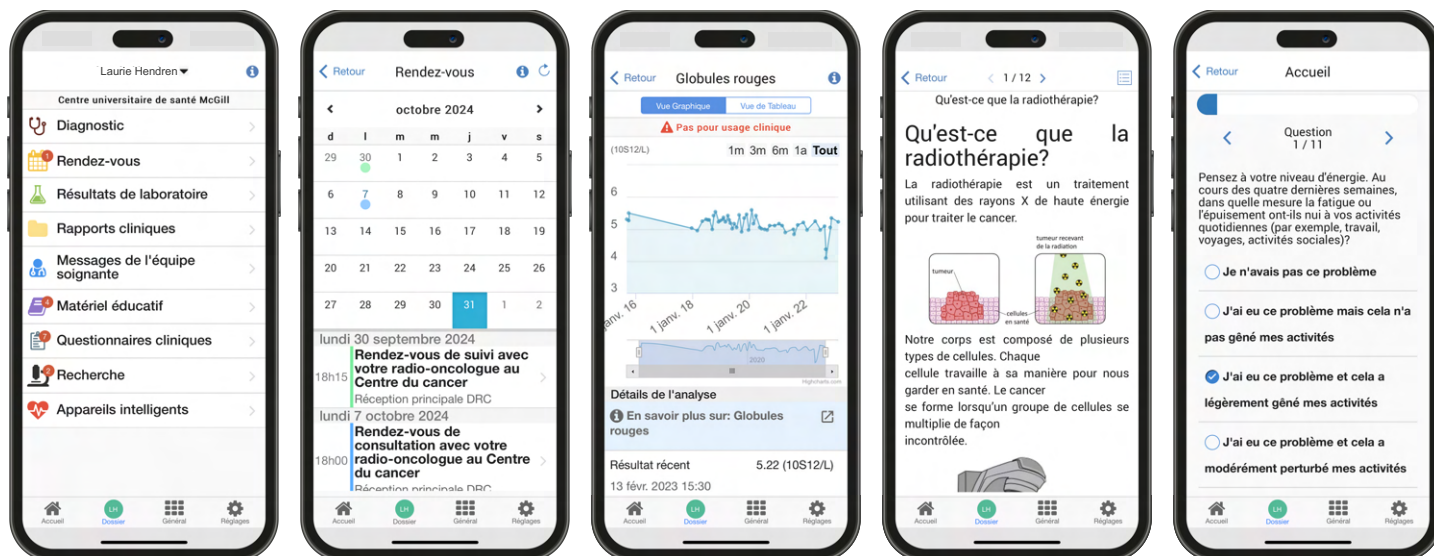 Laurie Hendren
Centre universitaire de santé McGill
Diagnostic
1
Rendez-vous
Résultats de laboratoire
Rapports cliniques
Messages de l'équipe
soignante
4
Matériel éducatif
7
Questionnaires cliniques
2
Recherche
Appareils intelligents
LH
Accueil Dossier Général Réglages
Retour Rendez-vous
octobre 2024
d l m m j v s
29 30 1 2 3 4 5
6 7 8 9 10 11 12
13 14 15 16 17 18 19
20 21 22 23 24 25 26
27 28 29 30 31 1 2
lundi 30 septembre 2024
18h15 Rendez-vous de suivi avec
votre radio-oncologue au
Centre du cancer
Réception principale DRC
lundi 7 octobre 2024
18h00 Rendez-vous de
consultation avec votre
radio-oncologue au Centre
du cancer
Réception principale DRC
LH
Accueil Dossier Général Réglages
Retour Globules rouges
Vue Graphique Vue de Tableau
Pas pour usage clinique
(10S12/L) 1m 3m 6m 1a Tout
6
5
4
3
janv. 16 1 janv. 18 1 janv. 20 1 janv. 22
2020
Highcharts.com
Détails de l'analyse
En savoir plus sur: Globules
rouges
Résultat récent 5.22 (10S12/L)
13 févr. 2023 15:30
LH
Accueil Dossier Général Réglages
Retour 1 / 12
Qu'est-ce que la radiothérapie?
Qu'est-ce que la
radiothérapie?
La radiothérapie est un traitement
utilisant des rayons X de haute énergie
pour traiter le cancer.
tumeur recevant
de la radiation
tumeur
cellules
en santé
Notre corps est composé de plusieurs
types de cellules. Chaque
cellule travaille à sa manière pour nous
garder en santé. Le cancer
se forme lorsqu'un groupe de cellules se
multiplie de façon
incontrôlée.
LH
Accueil Dossier Général Réglages
Retour Accueil
Question
1 / 11
Pensez à votre niveau d'énergie. Au
cours des quatre dernières semaines,
dans quelle mesure la fatigue ou
l'épuisement ont-ils nui à vos activités
quotidiennes (par exemple, travail,
voyages, activités sociales)?
Je n'avais pas ce problème
J'ai eu ce problème mais cela n'a
pas gêné mes activités
J'ai eu ce problème et cela a
légèrement gêné mes activités
J'ai eu ce problème et cela a
modérément perturbé mes activités
LH
Accueil Dossier Général Réglages